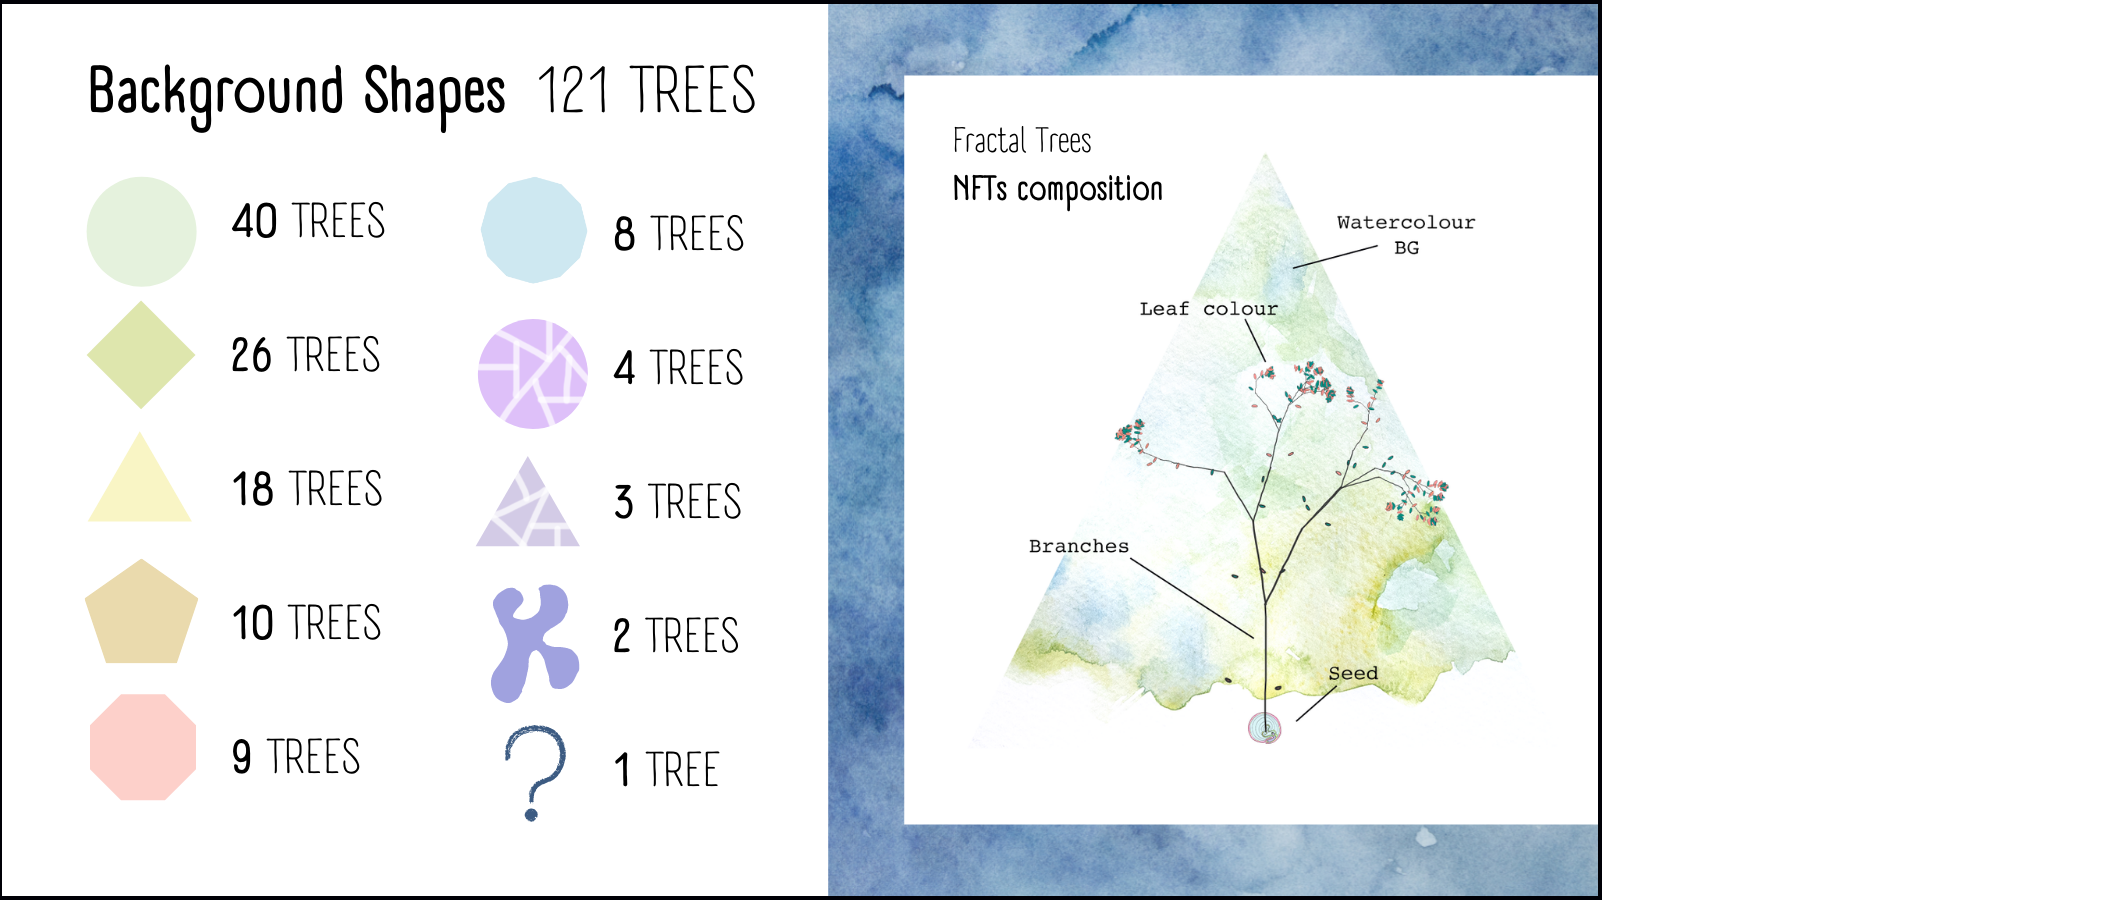 Background Shapes 121 TREES
40 TREES
26 TREES
18 TREES
10 TREES
9 TREES
8 TREES
4 TREES
3 TREES
2 TREES
?
1 TREE
Fractal Trees
NFTs composition
Watercolour
BG
Leaf colour
Branches
Seed